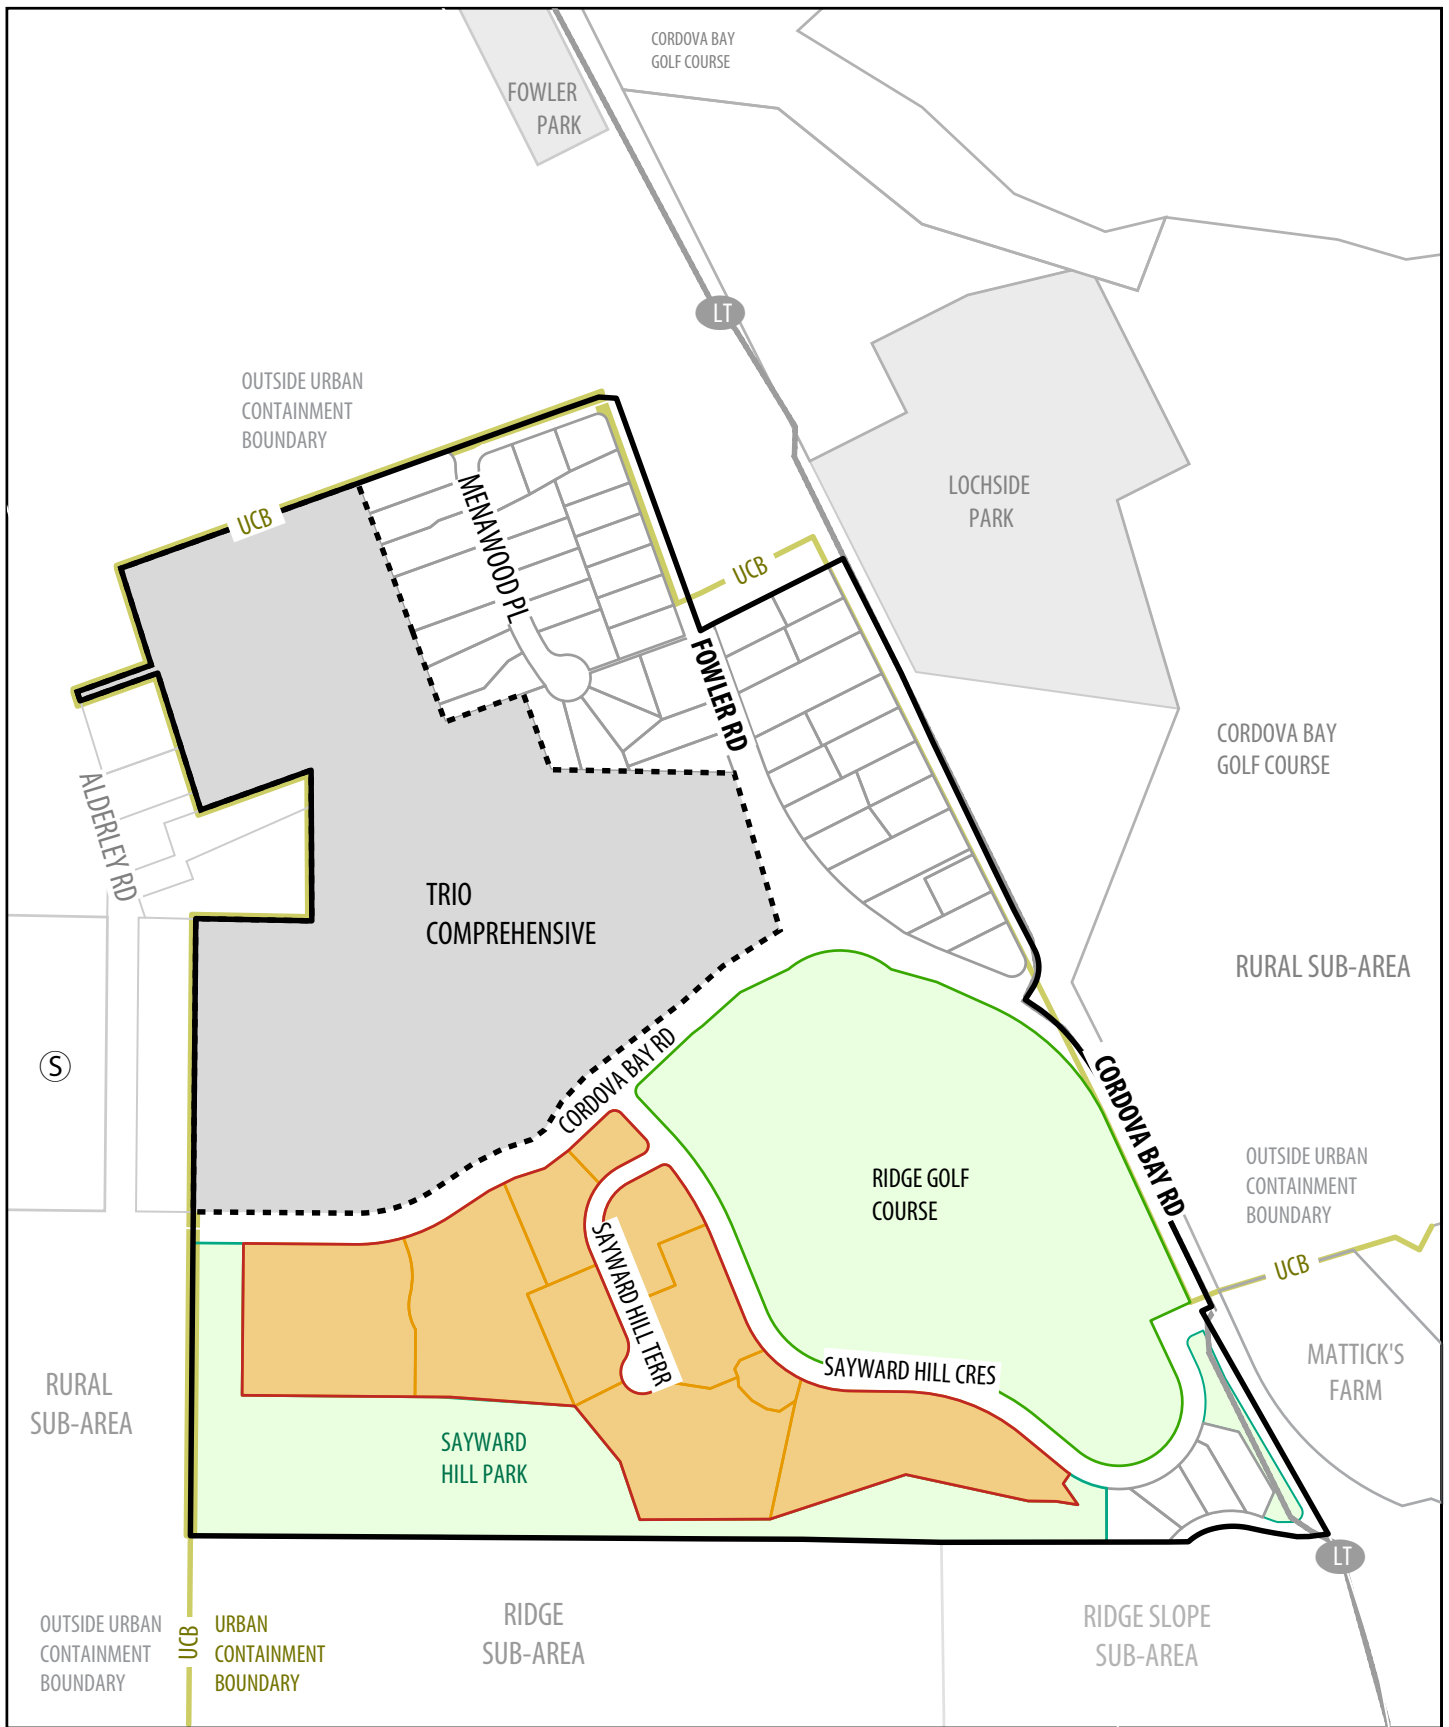 CORDOVA BAY
GOLF COURSE
FOWLER
PARK
LT
OUTSIDE URBAN
CONTAINMENT
BOUNDARY
UCB
MENAWOOD PL
LOCHSIDE
PARK
UCB
FOWLER RD
CORDOVA BAY
GOLF COURSE
ALDERLEY RD
TRIO
COMPREHENSIVE
RURAL SUB-AREA
S
CORDOVA BAY RD
CORDOVA BAY RD
RIDGE GOLF
COURSE
OUTSIDE URBAN
CONTAINMENT
BOUNDARY
UCB
SAYWARD HILL TERR
SAYWARD HILL CRES
MATTICK'S
FARM
RURAL
SUB-AREA
SAYWARD
HILL PARK
LT
RIDGE
SUB-AREA
RIDGE SLOPE
SUB-AREA
OUTSIDE URBAN
CONTAINMENT
BOUNDARY
UCB
URBAN
CONTAINMENT
BOUNDARY